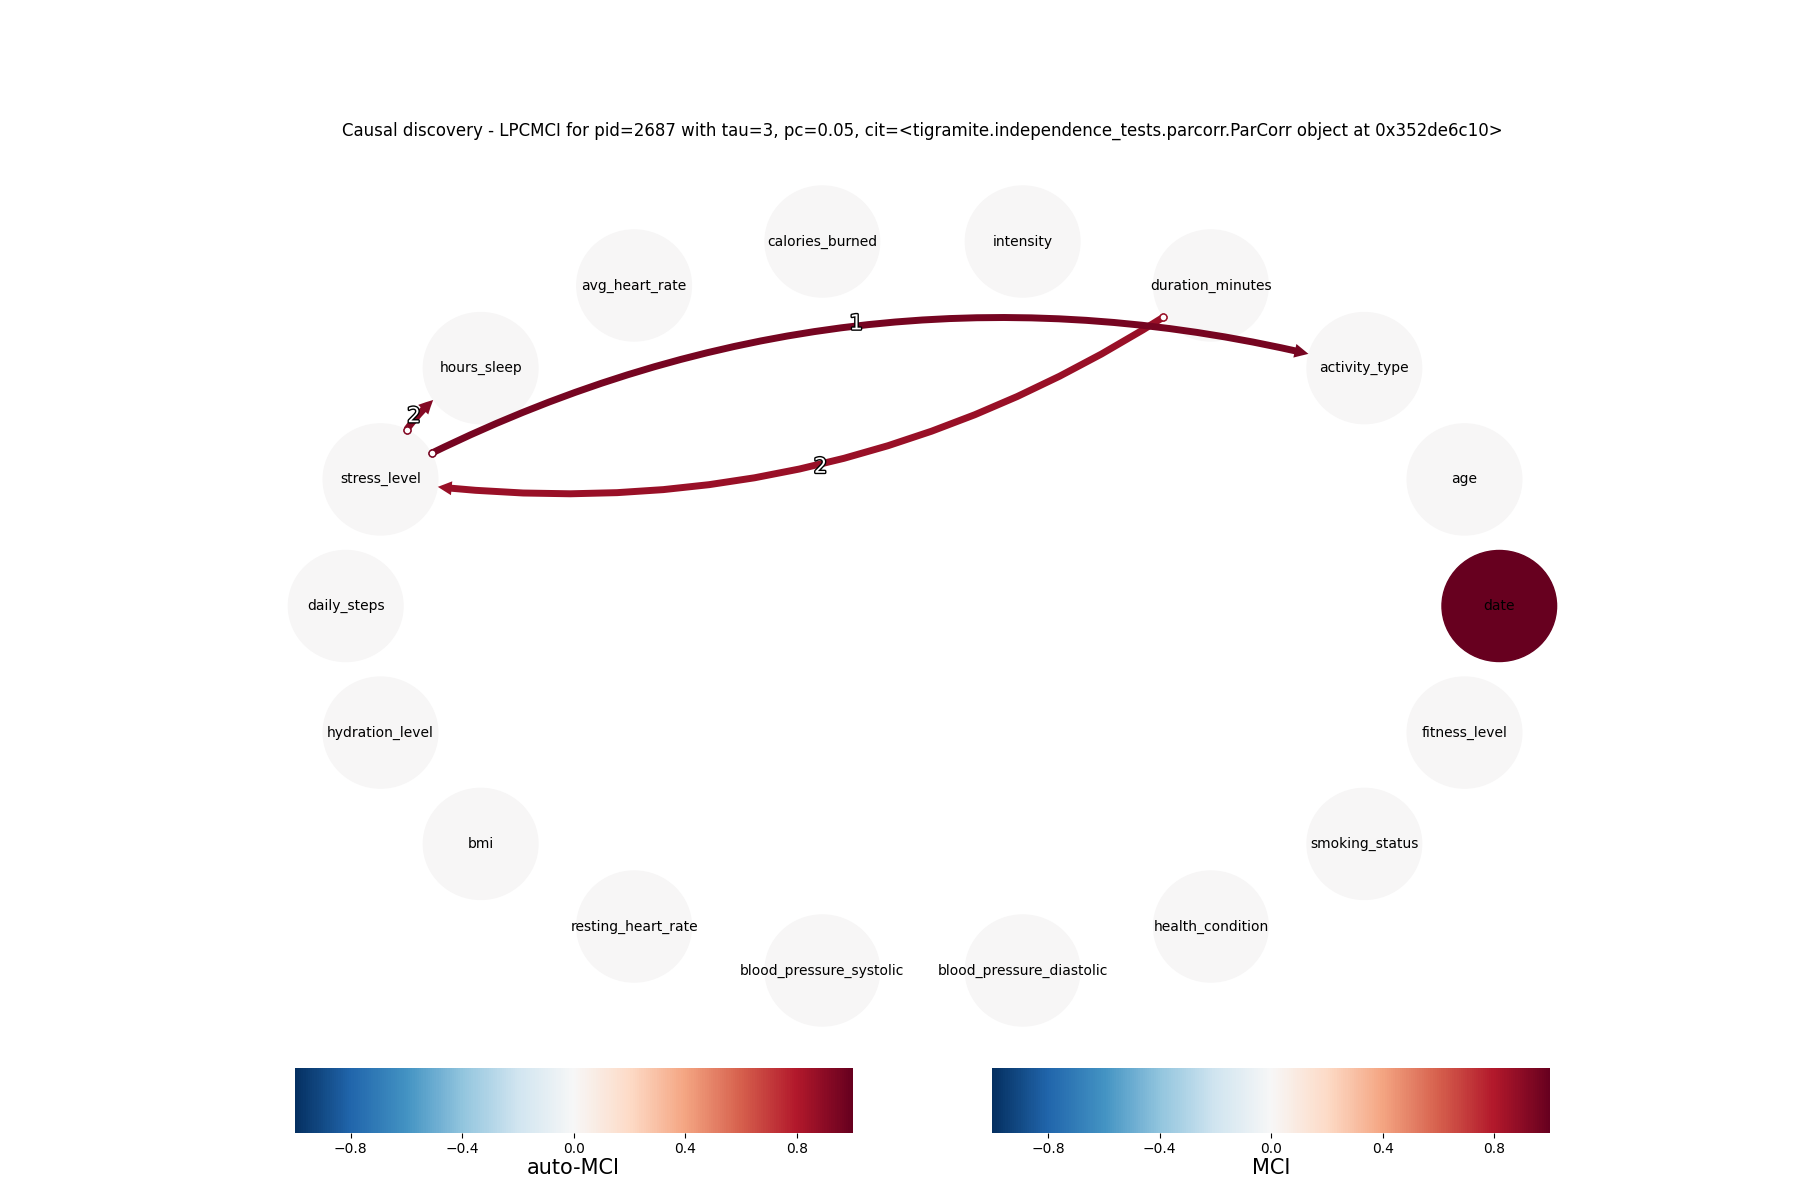 Causal discovery - LPCMCI for pid=2687 with tau=3, pc=0.05, cit=<tigramite.independence_tests.parcorr.ParCorr object at 0x352de6c10>
calories_burned
intensity
avg_heart_rate
duration_minutes
1
hours_sleep
activity_type
2
2
stress_level
age
daily_steps
date
hydration_level
fitness_level
bmi
smoking_status
resting_heart_rate
health_condition
blood_pressure_systolic
blood_pressure_diastolic
−0.8 −0.4 0.0 0.4 0.8
auto-MCI
−0.8 −0.4 0.0 0.4 0.8
MCI